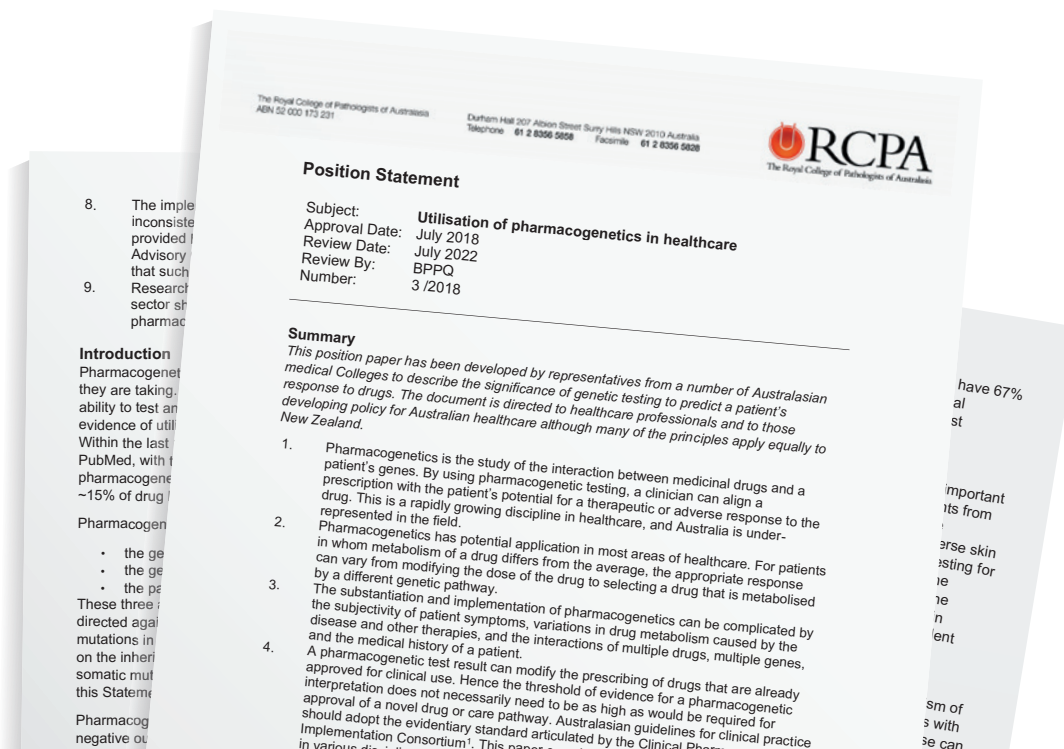 The Royal College of Pathologists of Australasia
ABN 52 000 173 231
Durham Hall 207 Albion Street Surry Hills NSW 2010 Australia
Telephone 61 2 8356 5858 Facsimile 61 2 8356 5828
RCPA
The Royal College of Pathologists of Australasia
Position Statement
Subject: Utilisation of pharmacogenetics in healthcare
Approval Date: July 2018
Review Date: July 2022
Review By: BPPQ
Number: 3 /2018
Summary
This position paper has been developed by representatives from a number of Australasian
medical Colleges to describe the significance of genetic testing to predict a patient's
response to drugs. The document is directed to healthcare professionals and to those
developing policy for Australian healthcare although many of the principles apply equally to
New Zealand.
1. Pharmacogenetics is the study of the interaction between medicinal drugs and a
patient's genes. By using pharmacogenetic testing, a clinician can align a
prescription with the patient's potential for a therapeutic or adverse response to the
drug. This is a rapidly growing discipline in healthcare, and Australia is under-
represented in the field.
2. Pharmacogenetics has potential application in most areas of healthcare. For patients
in whom metabolism of a drug differs from the average, the appropriate response
can vary from modifying the dose of the drug to selecting a drug that is metabolised
by a different genetic pathway.
3. The substantiation and implementation of pharmacogenetics can be complicated by
the subjectivity of patient symptoms, variations in drug metabolism caused by the
disease and other therapies, and the interactions of multiple drugs, multiple genes,
and the medical history of a patient.
4. A pharmacogenetic test result can modify the prescribing of drugs that are already
approved for clinical use. Hence the threshold of evidence for a pharmacogenetic
interpretation does not necessarily need to be as high as would be required for
approval of a novel drug or care pathway. Australasian guidelines for clinical practice
should adopt the evidentiary standard articulated by the Clinical
Implementation Consortium¹. This paper
in various
8. The imple
inconsiste
provided
Advisory
that such
9. Research
sector sh
pharmac
Introduction
Pharmacogenet
they are taking.
ability to test an
evidence of utili
Within the last
PubMed, with t
pharmacogene
~15% of drug
Pharmacogen
• the ge
• the ge
• the pa
These three
directed agai
mutations in
on the inheri
somatic mut
this Stateme
Pharmacog
negative ou
have 67%
al
st
important
nts from
erse skin
esting for
ne
ne
n
lent
sm of
s with
se can